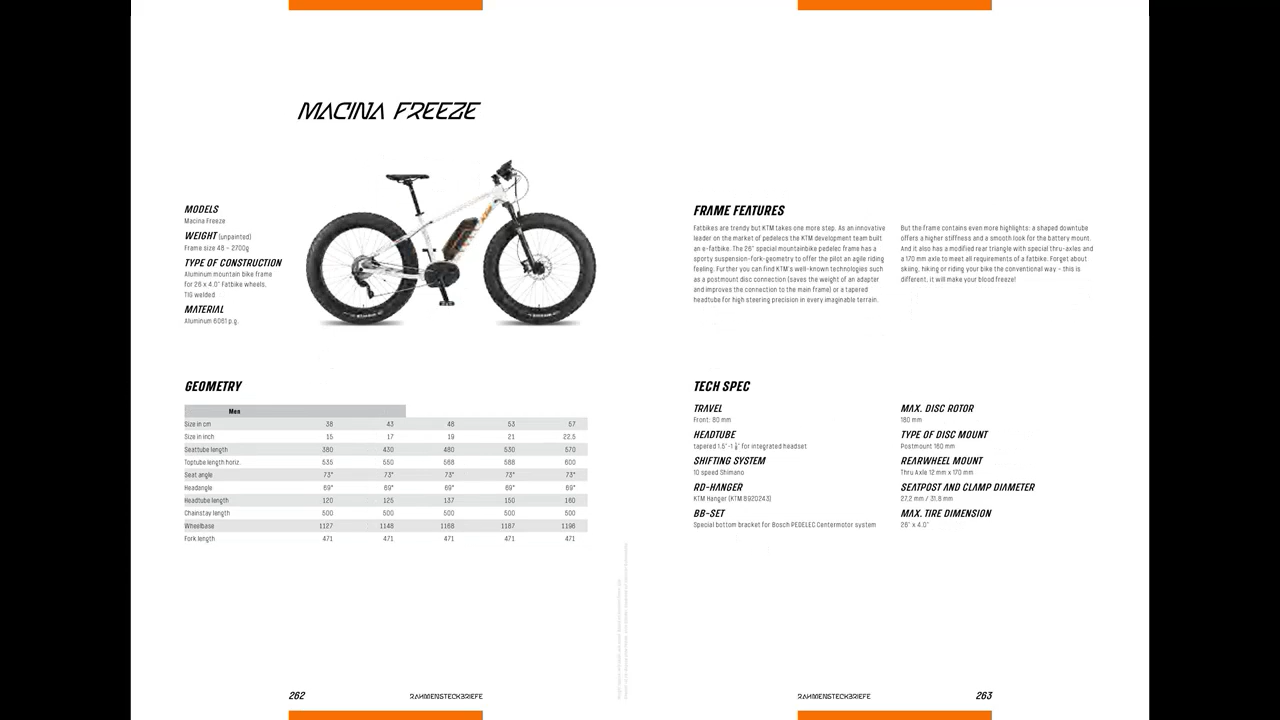 MACINA FREEZE
MODELS
Macina Freeze
WEIGHT (unpainted)
Frame size 48 - 2700g
TYPE OF CONSTRUCTION
Aluminum mountain bike frame
for 26 x 4.0" Fatbike wheels,
TIG welded
MATERIAL
Aluminum 6061 p.g.
KTM
GEOMETRY
Men
Size in cm 38 43 48 53 57
Size in inch 15 17 19 21 22.5
Seattube length 380 430 480 530 570
Toptube length horiz. 535 550 568 588 600
Seat angle 73° 73° 73° 73° 73°
Headangle 69° 69° 69° 69° 69°
Headtube length 120 125 137 150 160
Chainstay length 500 500 500 500 500
Wheelbase 1127 1148 1168 1187 1198
Fork length 471 471 471 471 471
262
RAHMENSTECKBRIEFE
FRAME FEATURES
Fatbikes are trendy but KTM takes one more step. As an innovative
leader on the market of pedelecs the KTM development team built
an e-fatbike. The 26" special mountainbike pedelec frame has a
sporty suspension-fork-geometry to offer the pilot an agile riding
feeling. Further you can find KTM's well-known technologies such
as a postmount disc connection (saves the weight of an adapter
and improves the connection to the main frame) or a tapered
headtube for high steering precision in every imaginable terrain.
But the frame contains even more highlights: a shaped downtube
offers a higher stiffness and a smooth look for the battery mount.
And it also has a modified rear triangle with special thru-axles and
a 170 mm axle to meet all requirements of a fatbike. Forget about
skiing, hiking or riding your bike the conventional way - this is
different, it will make your blood freeze!
TECH SPEC
TRAVEL
Front: 80 mm
HEADTUBE
tapered 1.5"-1 ⅛" for integrated headset
SHIFTING SYSTEM
10 speed Shimano
RD-HANGER
KTM Hanger (KTM 8920243)
BB-SET
Special bottom bracket for Bosch PEDELEC Centermotor system
MAX. DISC ROTOR
180 mm
TYPE OF DISC MOUNT
Postmount 160 mm
REARWHEEL MOUNT
Thru Axle 12 mm x 170 mm
SEATPOST AND CLAMP DIAMETER
27,2 mm / 31,8 mm
MAX. TIRE DIMENSION
26" x 4.0"
RAHMENSTECKBRIEFE
263